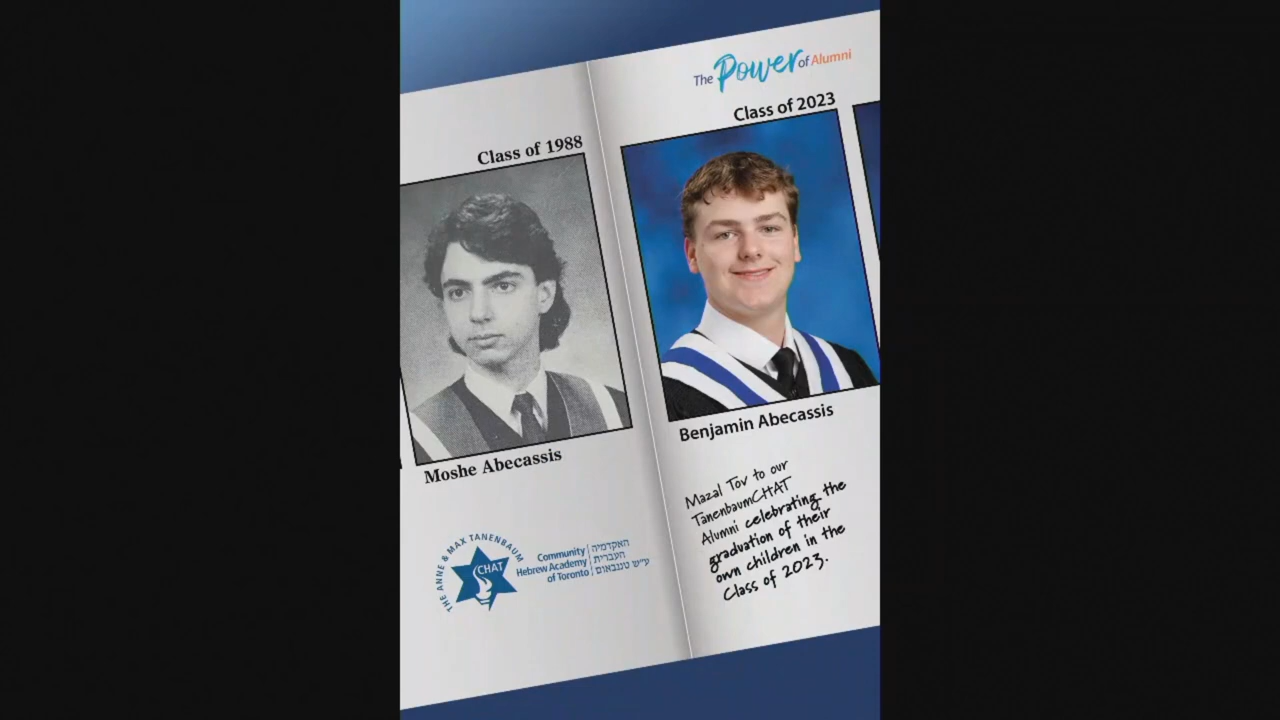 Class of 1988
Moshe Abecassis
THE ANNE & MAX TANENBAUM
CHAT
Community
Hebrew Academy
of Toronto
האקדמיה
העברית
ע״ש טננבאום
The Power of Alumni
Class of 2023
Benjamin Abecassis
Mazal Tov to our
TanenbaumCHAT
Alumni celebrating the
graduation of their
own children in the
Class of 2023.